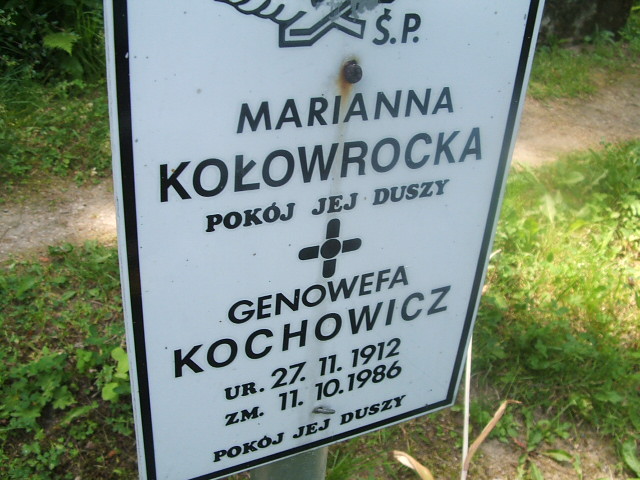 Ś.P.
MARIANNA
KOŁOWROCKA
POKÓJ JEJ DUSZY
GENOWEFA
KOCHOWICZ
UR. 27. 11. 1912
ZM. 11. 10. 1986
POKÓJ JEJ DUSZY